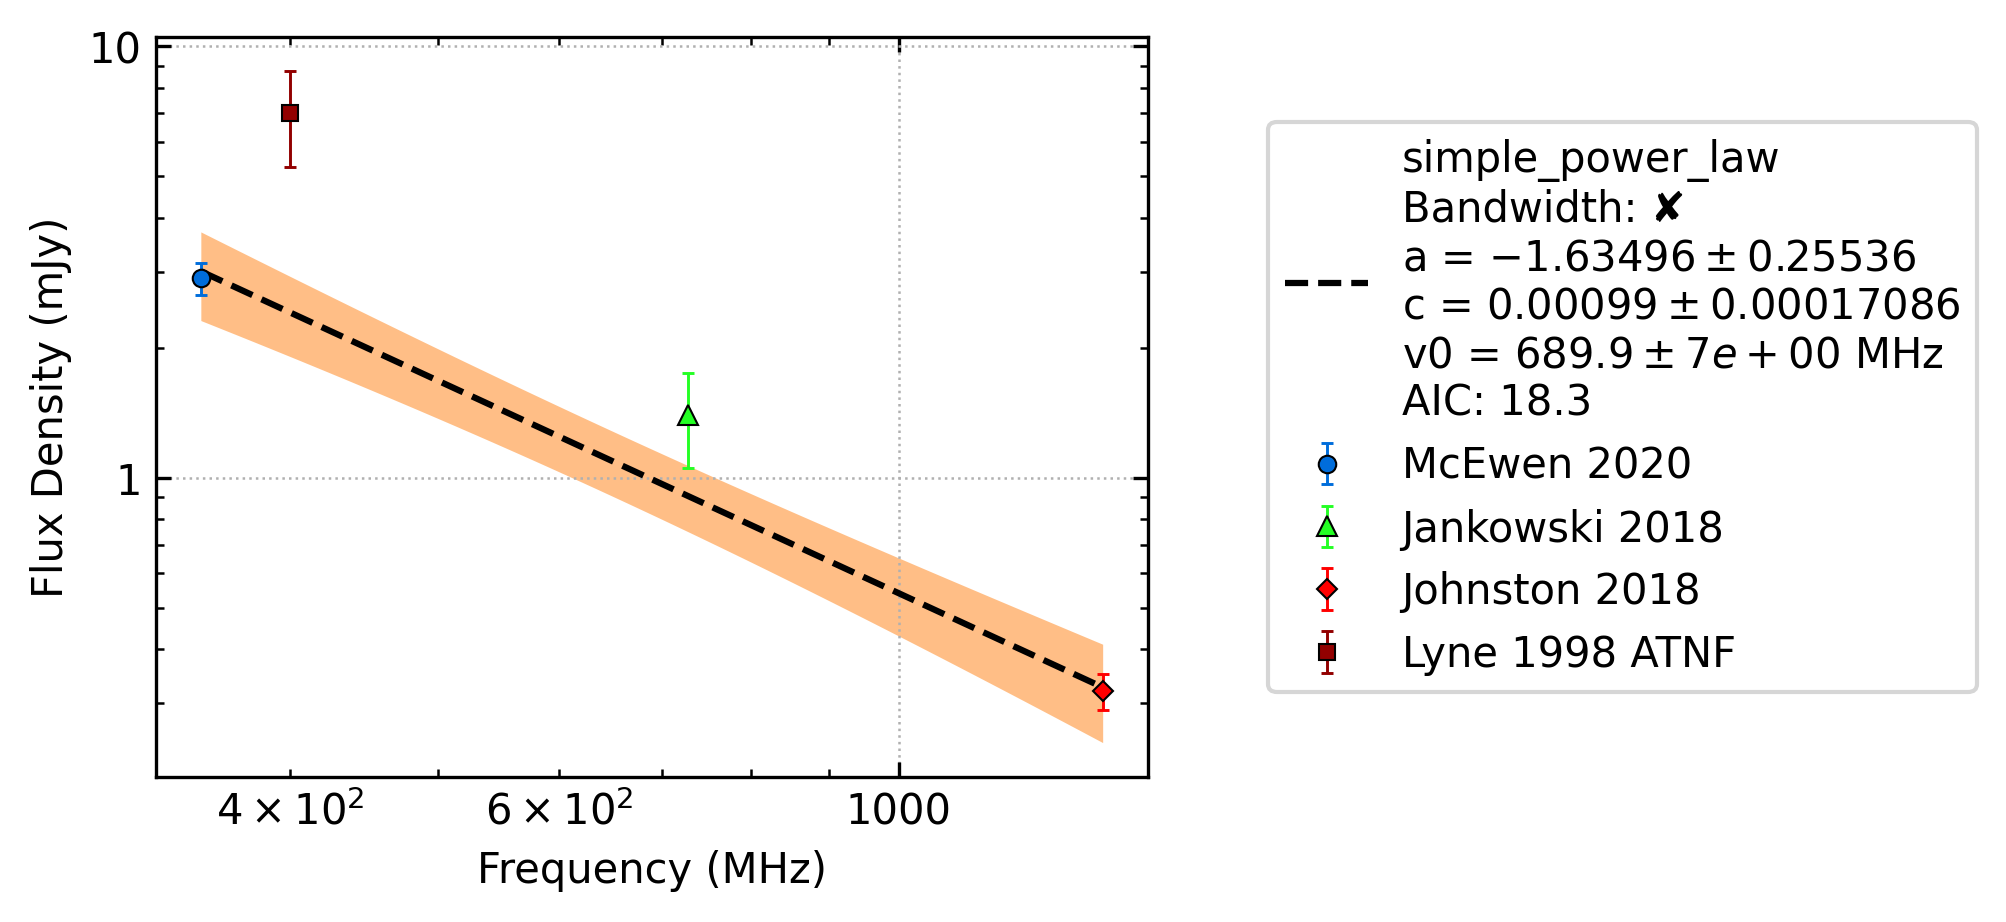 10
1
Flux Density (mJy)
4 × 10²
6 × 10²
1000
Frequency (MHz)
simple_power_law
Bandwidth: ✘
a = −1.63496 ± 0.25536
c = 0.00099 ± 0.00017086
v0 = 689.9 ± 7e + 00 MHz
AIC: 18.3
McEwen 2020
Jankowski 2018
Johnston 2018
Lyne 1998 ATNF